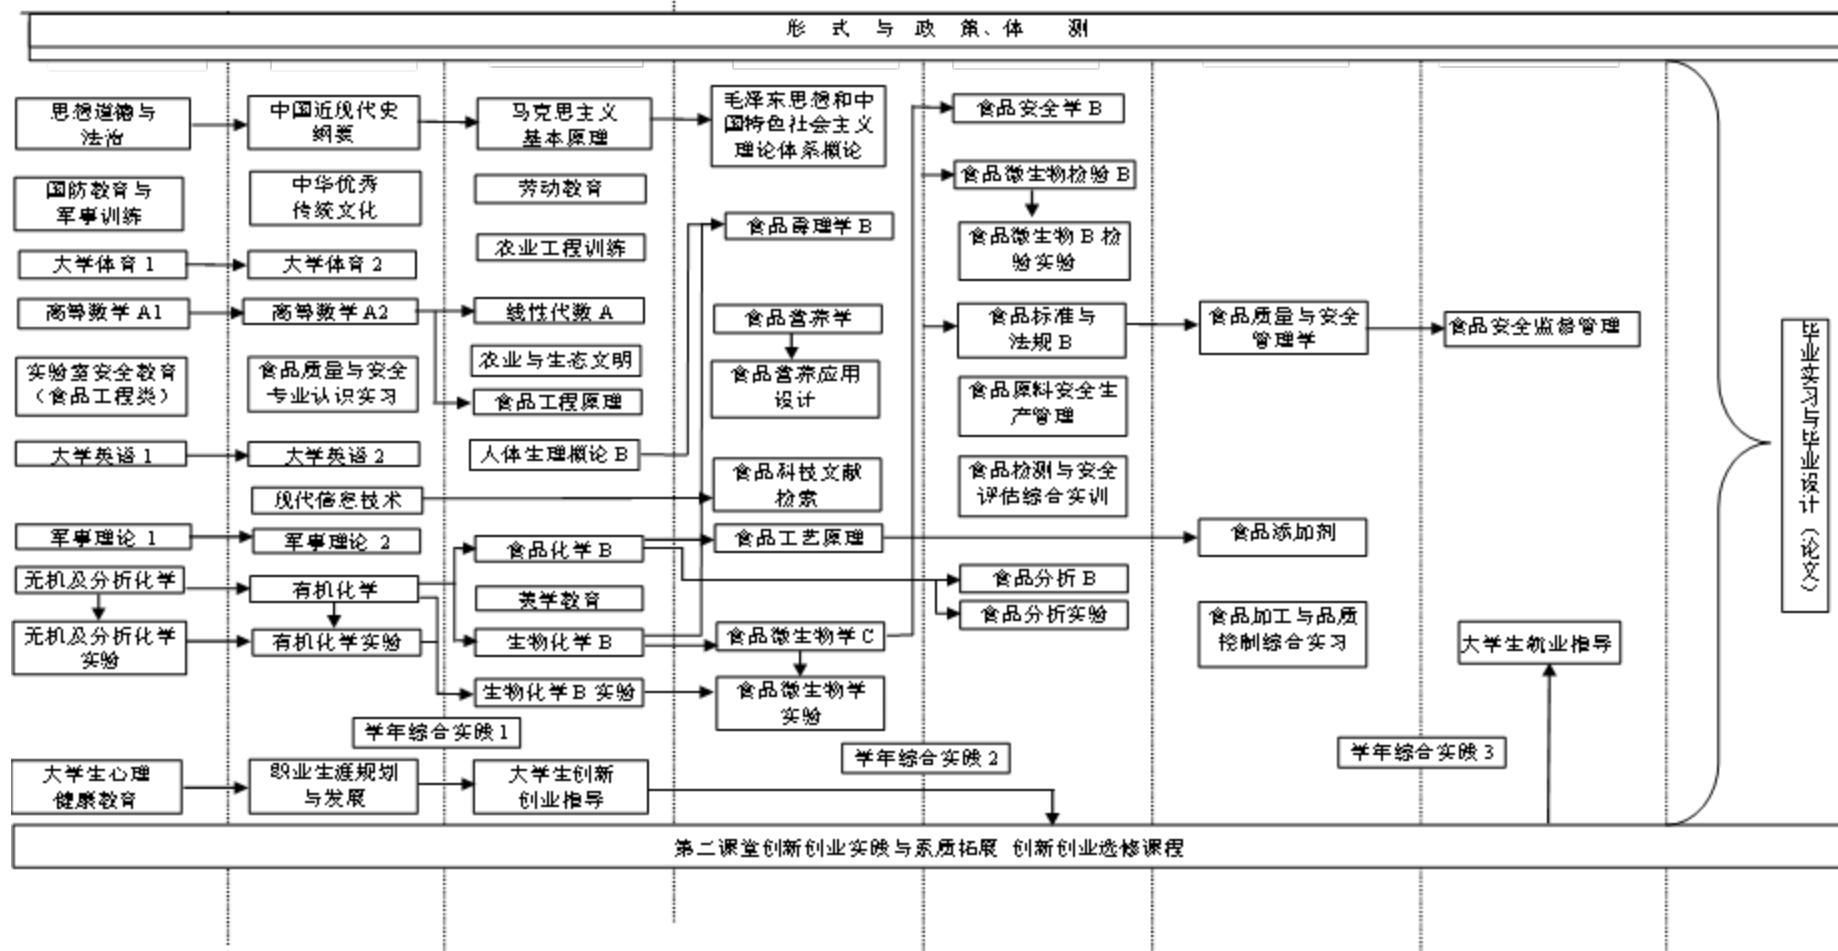 形 式 与 政 策、体 测
思想道德与
法治
国防教育与
军事训练
大学体育 1
高等数学 A1
实验室安全教育
（食品工程类）
大学英语 1
军事理论 1
无机及分析化学
无机及分析化学
实验
大学生心理
健康教育
中国近现代史
纲要
中华优秀
传统文化
大学体育 2
高等数学 A2
食品质量与安全
专业认识实习
大学英语 2
现代信息技术
军事理论 2
有机化学
有机化学实验
学年综合实践 1
职业生涯规划
与发展
马克思主义
基本原理
劳动教育
农业工程训练
线性代数 A
农业与生态文明
食品工程原理
人体生理概论 B
食品化学 B
美学教育
生物化学 B
生物化学 B 实验
大学生创新
创业指导
毛泽东思想和中
国特色社会主义
理论体系概论
食品毒理学 B
食品营养学
食品营养应用
设计
食品科技文献
检索
食品工艺原理
食品微生物学 C
食品微生物学
实验
学年综合实践 2
食品安全学 B
食品微生物检验 B
食品微生物 B 检
验实验
食品标准与
法规 B
食品原料安全生
产管理
食品检测与安全
评估综合实训
食品分析 B
食品分析实验
食品质量与安全
管理学
食品添加剂
食品加工与品质
控制综合实习
学年综合实践 3
食品安全监督管理
大学生就业指导
毕业实习与毕业设计（论文）
第二课堂创新创业实践与素质拓展 创新创业选修课程